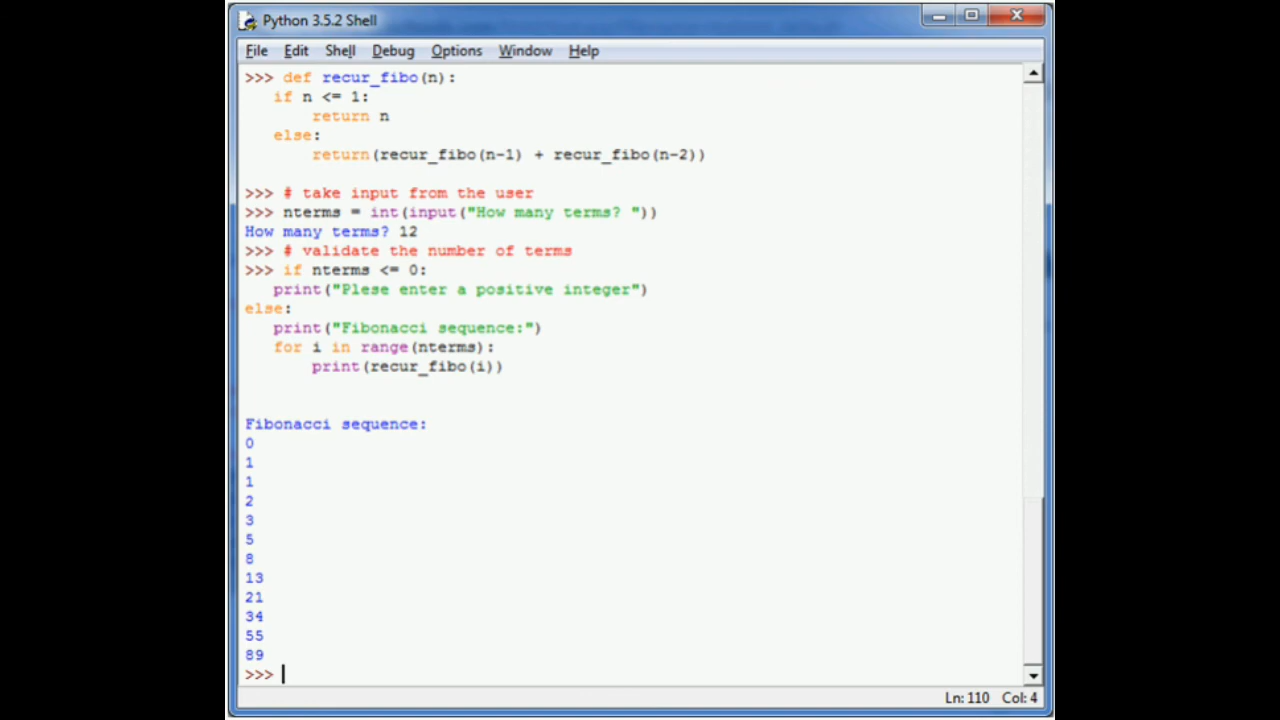 Python 3.5.2 Shell
File Edit Shell Debug Options Window Help
>>> def recur_fibo(n):
   if n <= 1:
       return n
   else:
       return(recur_fibo(n-1) + recur_fibo(n-2))
>>> # take input from the user
>>> nterms = int(input("How many terms? "))
How many terms? 12
>>> # validate the number of terms
>>> if nterms <= 0:
   print("Plese enter a positive integer")
else:
   print("Fibonacci sequence:")
   for i in range(nterms):
       print(recur_fibo(i))
Fibonacci sequence:
0
1
1
2
3
5
8
13
21
34
55
89
>>>
Ln: 110 Col: 4